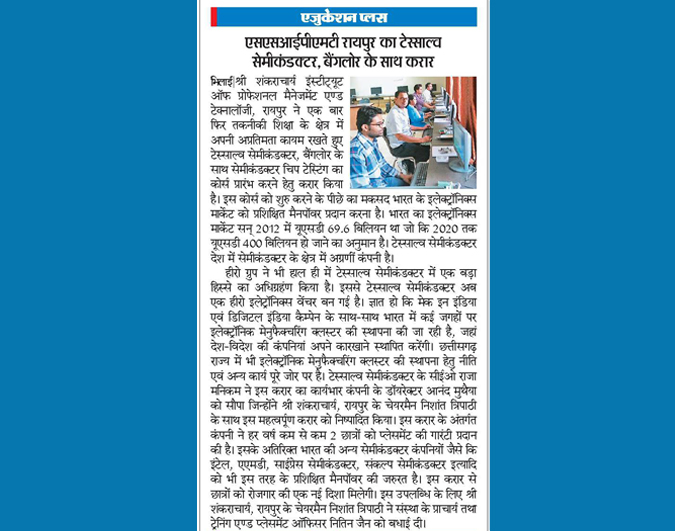 एजुकेशन प्लस
एसएसआईपीएमटी रायपुर का टेस्साल्व
सेमीकंडक्टर, बैंगलोर के साथ करार
भिलाई|श्री शंकराचार्य इंस्टीट्यूट
ऑफ प्रोफेशनल मैनेजमेंट एण्ड
टेक्नालॉजी, रायपुर ने एक बार
फिर तकनीकी शिक्षा के क्षेत्र में
अपनी अप्रतिमता कायम रखते हुए
टेस्साल्व सेमीकंडक्टर, बैंगलोर के
साथ सेमीकंडक्टर चिप टेस्टिंग का
कोर्स प्रारंभ करने हेतु करार किया
है। इस कोर्स को शुरु करने के पीछे का मकसद भारत के इलेक्ट्रॉनिक्स
मार्केट को प्रशिक्षित मैनपॉवर प्रदान करना है। भारत का इलेक्ट्रॉनिक्स
मार्केट सन् 2012 में यूएसडी 69.6 बिलियन था जो कि 2020 तक
यूएसडी 400 बिलियन हो जाने का अनुमान है। टेस्साल्व सेमीकंडक्टर
देश में सेमीकंडक्टर के क्षेत्र में अग्रणीं कंपनी है।
हीरो ग्रुप ने भी हाल ही में टेस्साल्व सेमीकंडक्टर में एक बड़ा
हिस्से का अधिग्रहण किया है। इससे टेस्साल्व सेमीकंडक्टर अब
एक हीरो इलेट्रॉनिक्स वेंचर बन गई है। ज्ञात हो कि मेक इन इंडिया
एवं डिजिटल इंडिया कैम्पेन के साथ-साथ भारत में कई जगहों पर
इलेक्ट्रॉनिक मेनुफैक्चरिंग क्लस्टर की स्थापना की जा रही है, जहां
देश-विदेश की कंपनियां अपने कारखाने स्थापित करेंगी। छत्तीसगढ़
राज्य में भी इलेक्ट्रोनिक मेनुफैक्चरिंग क्लस्टर की स्थापना हेतु नीति
एवं अन्य कार्य पूरे जोर पर है। टेस्साल्व सेमीकंडक्टर के सीईओ राजा
मनिकम ने इस करार का कार्यभार कंपनी के डॉयरेक्टर आनंद मुथैया
को सौपा जिन्होंने श्री शंकराचार्य, रायपुर के चेयरमैन निशांत त्रिपाठी
के साथ इस महत्वपूर्ण करार को निष्पादित किया। इस करार के अंतर्गत
कंपनी ने हर वर्ष कम से कम 2 छात्रों को प्लेसमेंट की गारंटी प्रदान
की है। इसके अतिरिक्त भारत की अन्य सेमीकंडक्टर कंपनियों जैसे कि
इंटेल, एएमडी, साईप्रेस सेमीकंडक्टर, संकल्प सेमीकंडक्टर इत्यादि
को भी इस तरह के प्रशिक्षित मैनपॉवर की जरुरत है। इस करार से
छात्रों को रोजगार की एक नई दिशा मिलेगी। इस उपलब्धि के लिए श्री
शंकराचार्य, रायपुर के चेयरमैन निशांत त्रिपाठी ने संस्था के प्राचार्य तथा
ट्रेनिंग एण्ड प्लेसमेंट ऑफिसर नितिन जैन को बधाई दी।